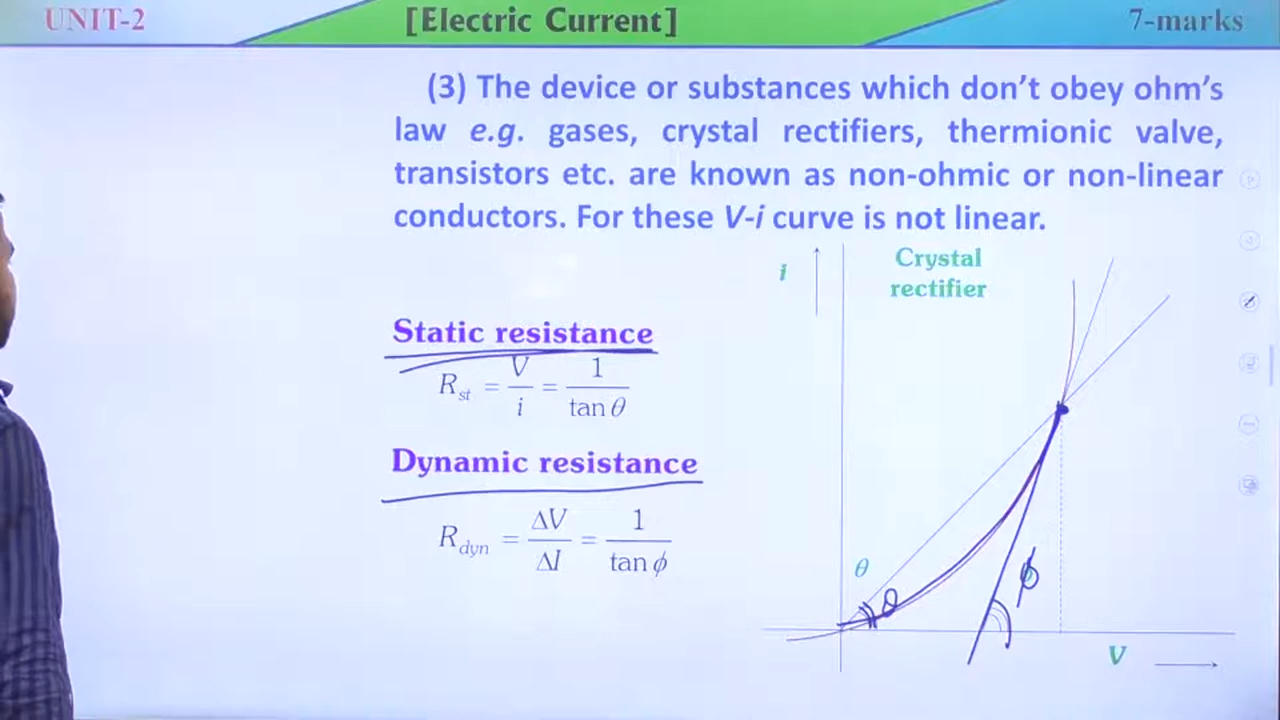 UNIT-2 [Electric Current] 7-marks
(3) The device or substances which don't obey ohm's
law e.g. gases, crystal rectifiers, thermionic valve,
transistors etc. are known as non-ohmic or non-linear
conductors. For these V-i curve is not linear.
Static resistance
R_st = V/i = 1/tan θ
Dynamic resistance
R_dyn = ΔV/ΔI = 1/tan ϕ
i
Crystal
rectifier
θ
θ
ϕ
V